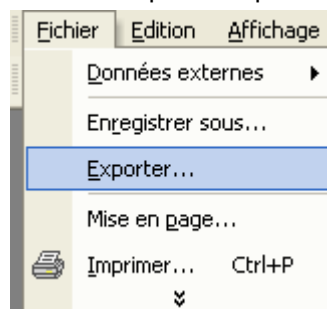 Fichier Edition Affichage
Données externes
Enregistrer sous...
Exporter...
Mise en page...
Imprimer... Ctrl+P